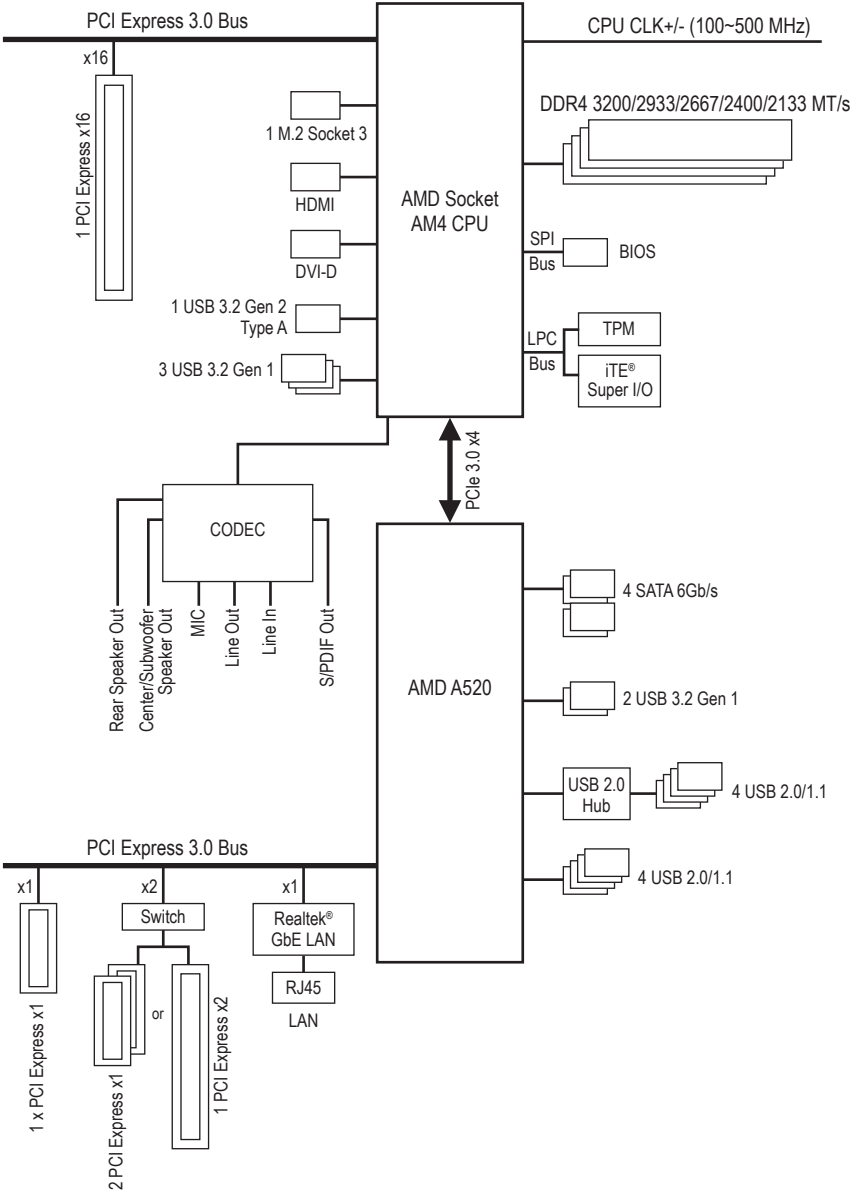 PCI Express 3.0 Bus
CPU CLK+/- (100~500 MHz)
x16
1 PCI Express x16
1 M.2 Socket 3
HDMI
DVI-D
1 USB 3.2 Gen 2
Type A
3 USB 3.2 Gen 1
AMD Socket
AM4 CPU
DDR4 3200/2933/2667/2400/2133 MT/s
SPI
Bus
BIOS
LPC
Bus
TPM
iTE®
Super I/O
PCIe 3.0 x4
CODEC
Rear Speaker Out
Center/Subwoofer
Speaker Out
MIC
Line Out
Line In
S/PDIF Out
AMD A520
4 SATA 6Gb/s
2 USB 3.2 Gen 1
USB 2.0
Hub
4 USB 2.0/1.1
4 USB 2.0/1.1
PCI Express 3.0 Bus
x1
x2
x1
Switch
Realtek®
GbE LAN
RJ45
LAN
1 x PCI Express x1
2 PCI Express x1
or
1 PCI Express x2